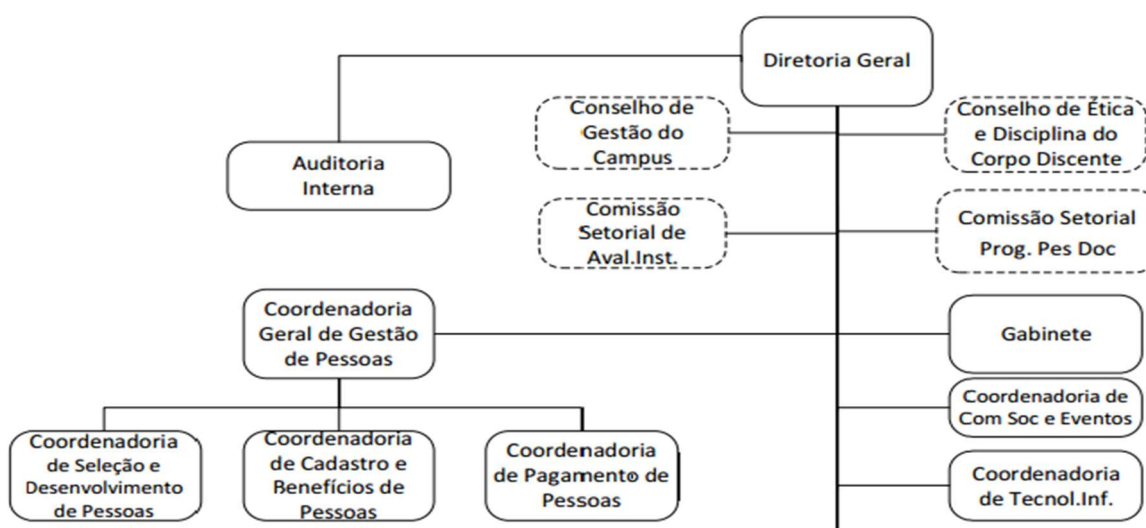 Diretoria Geral
Auditoria
Interna
Conselho de
Gestão do
Campus
Conselho de Ética
e Disciplina do
Corpo Discente
Comissão
Setorial de
Aval.Inst.
Comissão Setorial
Prog. Pes Doc
Coordenadoria
Geral de Gestão
de Pessoas
Gabinete
Coordenadoria de
Com Soc e Eventos
Coordenadoria
de Seleção e
Desenvolvimento
de Pessoas
Coordenadoria
de Cadastro e
Benefícios de
Pessoas
Coordenadoria
de Pagamento de
Pessoas
Coordenadoria
de Tecnol.Inf.